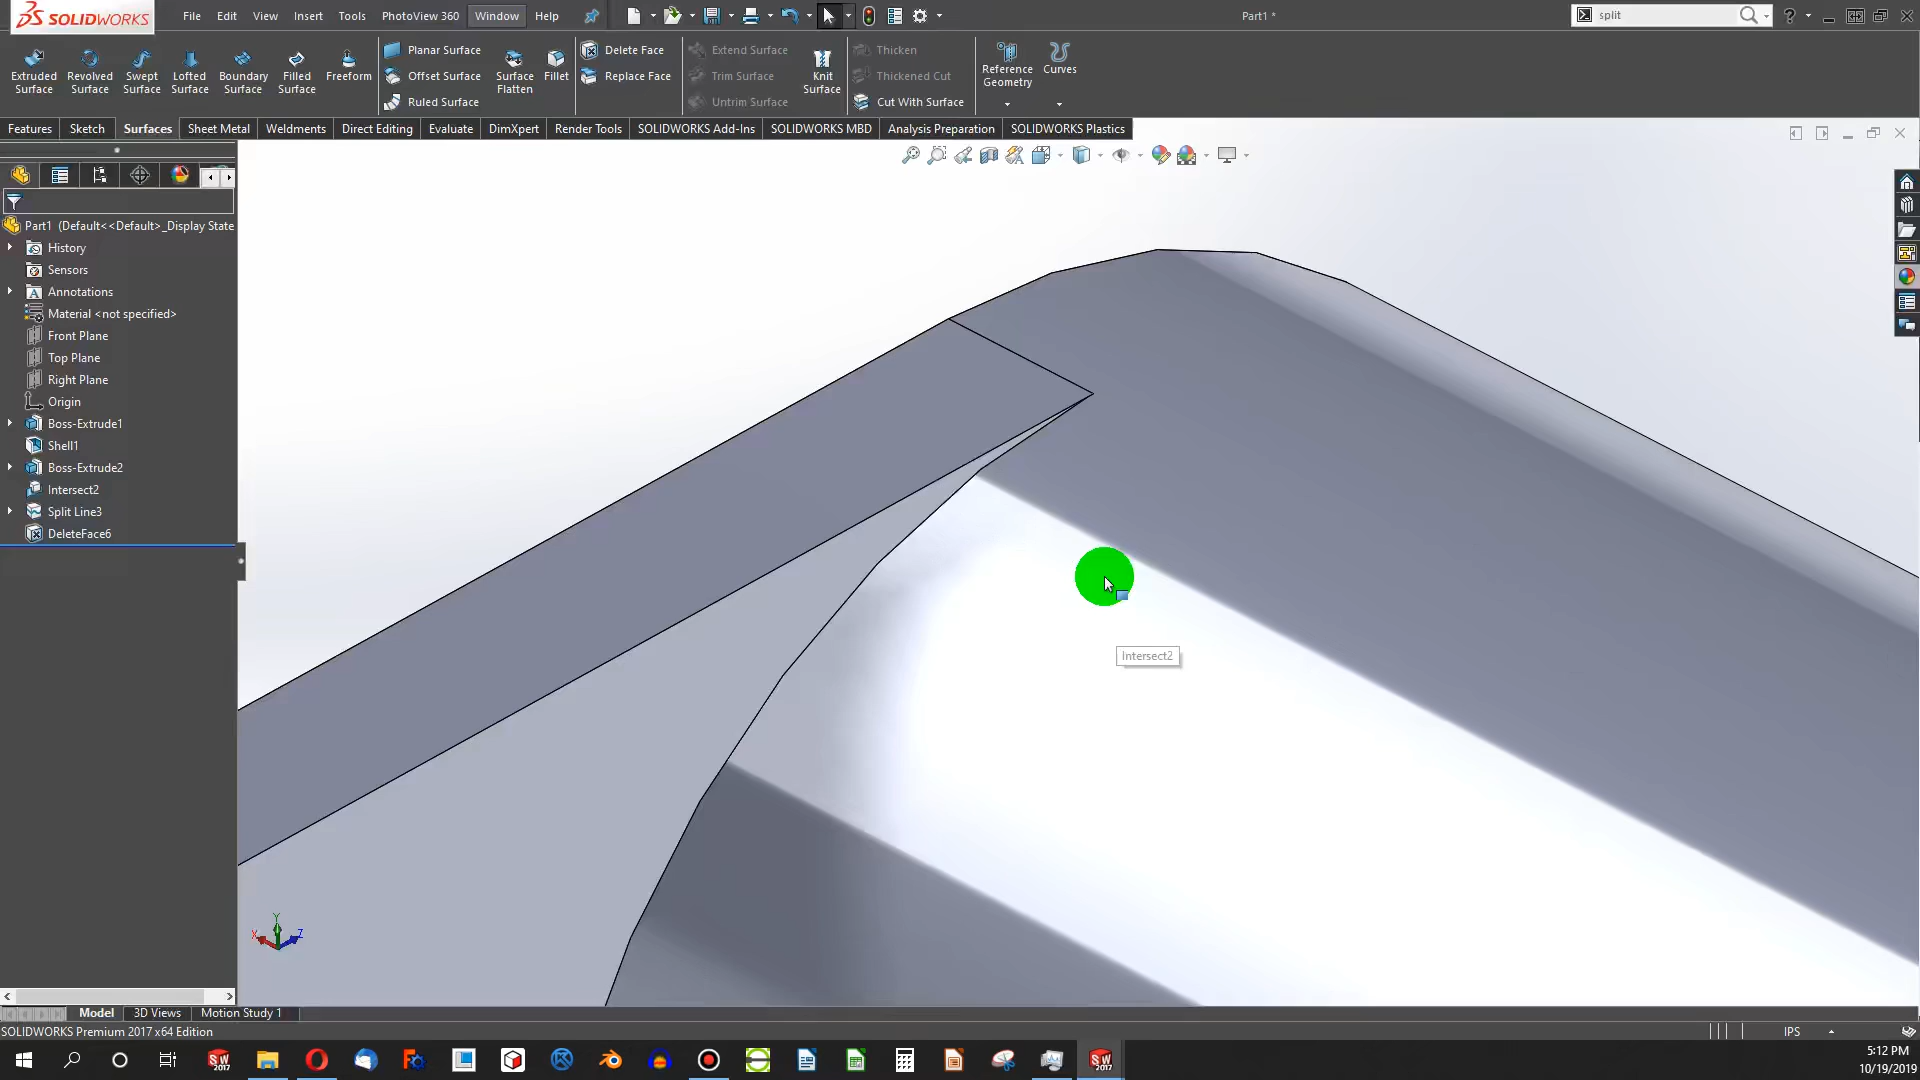 SOLIDWORKS File Edit View Insert Tools PhotoView 360 Window Help Part1 * split
Extruded Surface
Revolved Surface
Swept Surface
Lofted Surface
Boundary Surface
Filled Surface
Freeform
Planar Surface
Offset Surface
Ruled Surface
Surface Flatten
Fillet
Delete Face
Replace Face
Extend Surface
Trim Surface
Untrim Surface
Knit Surface
Thicken
Thickened Cut
Cut With Surface
Reference Geometry
Curves
Features Sketch Surfaces Sheet Metal Weldments Direct Editing Evaluate DimXpert Render Tools SOLIDWORKS Add-Ins SOLIDWORKS MBD Analysis Preparation SOLIDWORKS Plastics
Part1 (Default<<Default>_Display State
History
Sensors
Annotations
Material <not specified>
Front Plane
Top Plane
Right Plane
Origin
Boss-Extrude1
Shell1
Boss-Extrude2
Intersect2
Split Line3
DeleteFace6
Intersect2
Y
X
Z
Model 3D Views Motion Study 1
SOLIDWORKS Premium 2017 x64 Edition IPS
5:12 PM
10/19/2019